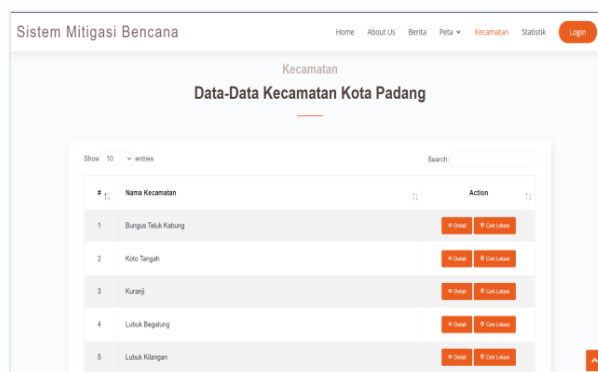 Sistem Mitigasi Bencana Home About Us Berita Peta Kecamatan Statistik Login
Kecamatan
Data-Data Kecamatan Kota Padang
Show 10 entries Search:
# Nama Kecamatan Action
1 Bungus Teluk Kabung Detail Cek Lokasi
2 Koto Tangah Detail Cek Lokasi
3 Kuranji Detail Cek Lokasi
4 Lubuk Begalung Detail Cek Lokasi
5 Lubuk Kilangan Detail Cek Lokasi